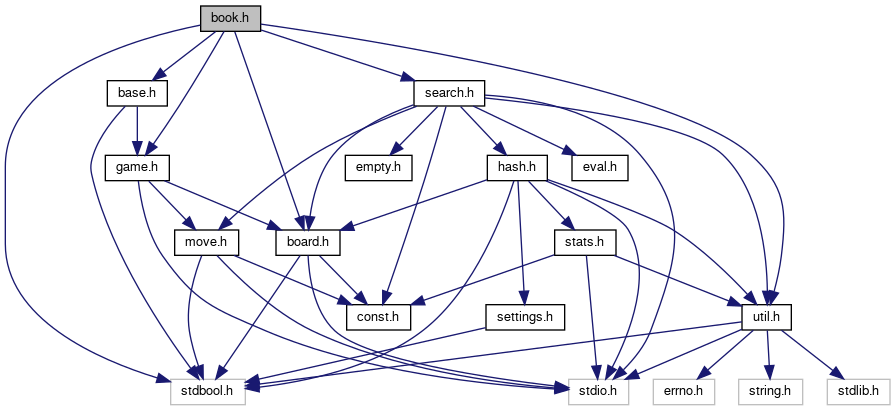 book.h
base.h
search.h
game.h
empty.h
hash.h
eval.h
move.h
board.h
stats.h
const.h
settings.h
util.h
stdbool.h
stdio.h
errno.h
string.h
stdlib.h